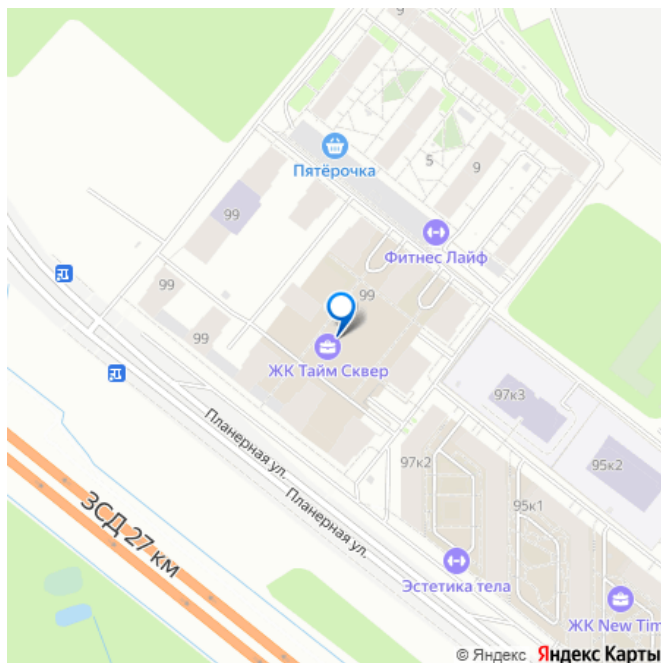 9
Пятёрочка
5
9
99
Фитнес Лайф
99
99
99
ЖК Тайм Сквер
97к3
Планерная ул.
97к2
95к2
Планерная ул.
95к1
ЗСД 27 км
Эстетика тела
ЖК New Tim
© Яндекс Яндекс Карты